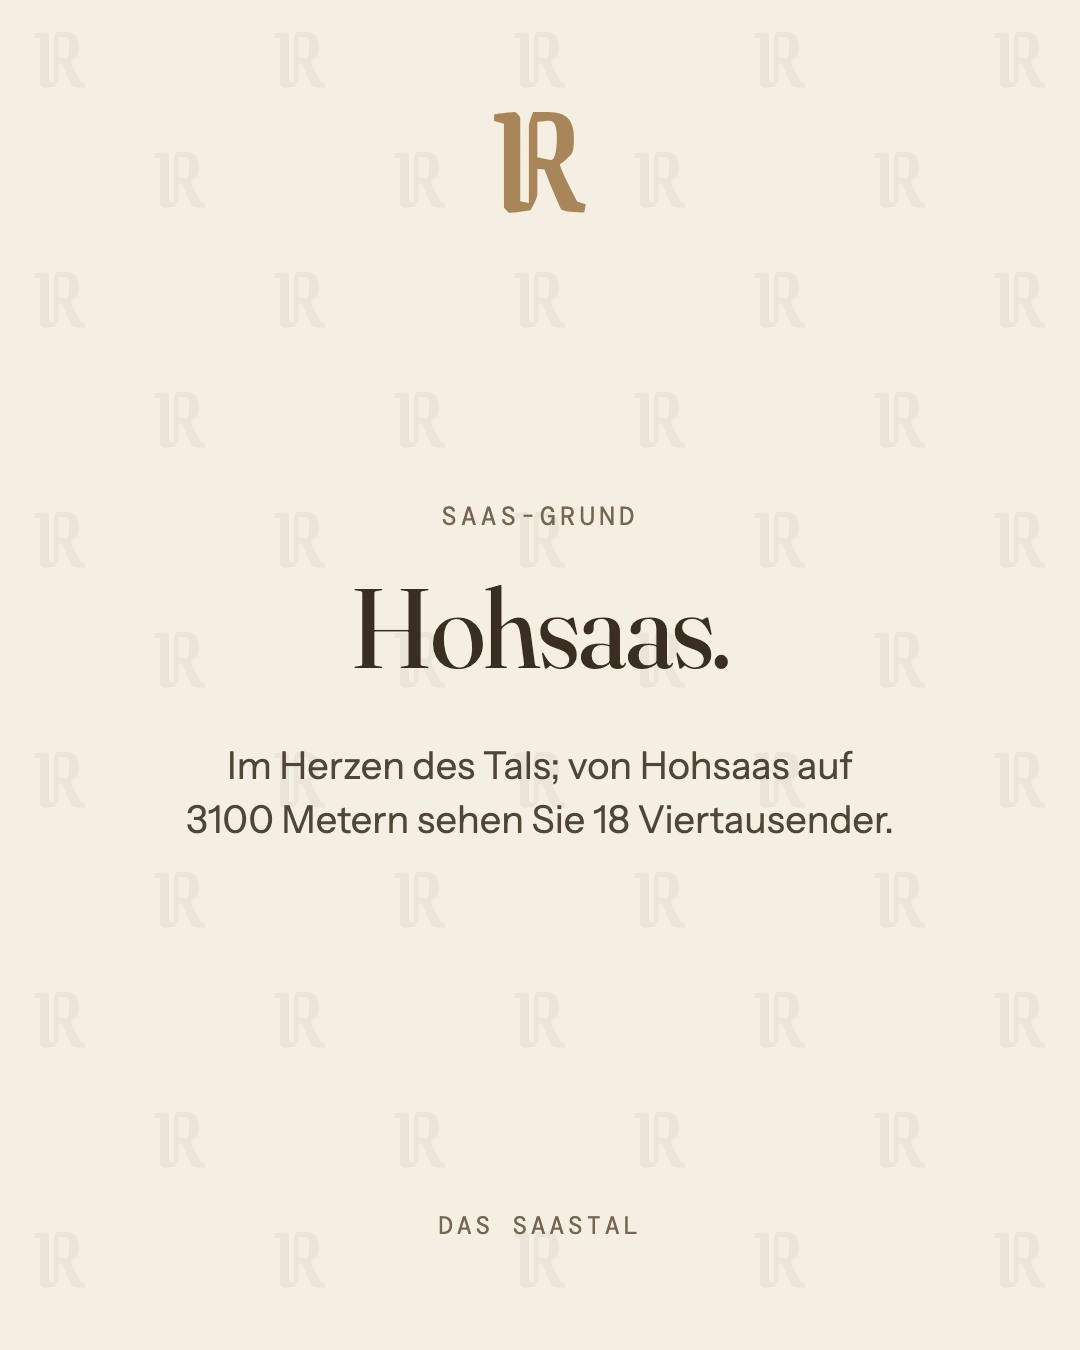 SAAS-GRUND
Hohsaas.
Im Herzen des Tals; von Hohsaas auf
3100 Metern sehen Sie 18 Viertausender.
DAS SAASTAL